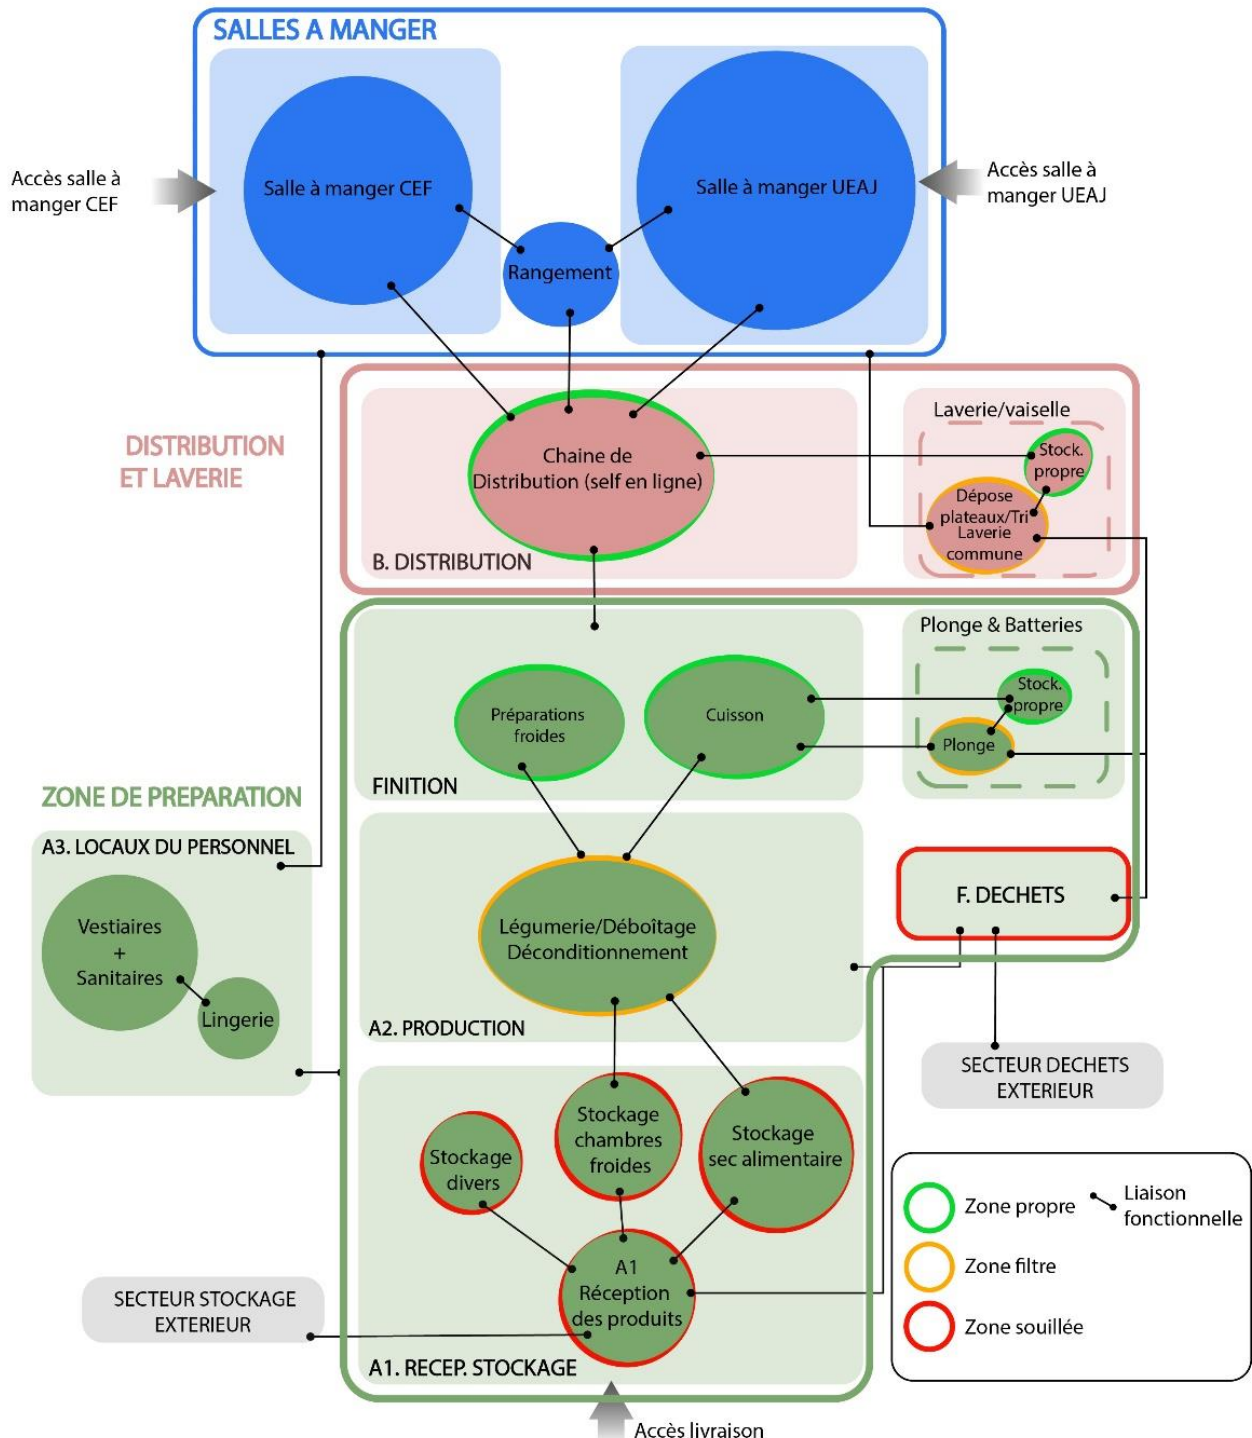 SALLES A MANGER
Accès salle à
manger CEF
Salle à manger CEF
Salle à manger UEAJ
Accès salle à
manger UEAJ
Rangement
DISTRIBUTION
ET LAVERIE
Chaine de
Distribution (self en ligne)
B. DISTRIBUTION
Laverie/vaiselle
Stock.
propre
Dépose
plateaux/Tri
Laverie
commune
Préparations
froides
Cuisson
FINITION
Plonge & Batteries
Stock.
propre
Plonge
ZONE DE PREPARATION
A3. LOCAUX DU PERSONNEL
Vestiaires
+
Sanitaires
Lingerie
Légumerie/Déboîtage
Déconditionnement
A2. PRODUCTION
F. DECHETS
SECTEUR DECHETS
EXTERIEUR
Stockage
divers
Stockage
chambres
froides
Stockage
sec alimentaire
A1
Réception
des produits
SECTEUR STOCKAGE
EXTERIEUR
A1. RECEP. STOCKAGE
Accès livraison
Zone propre
Zone filtre
Zone souillée
Liaison
fonctionnelle